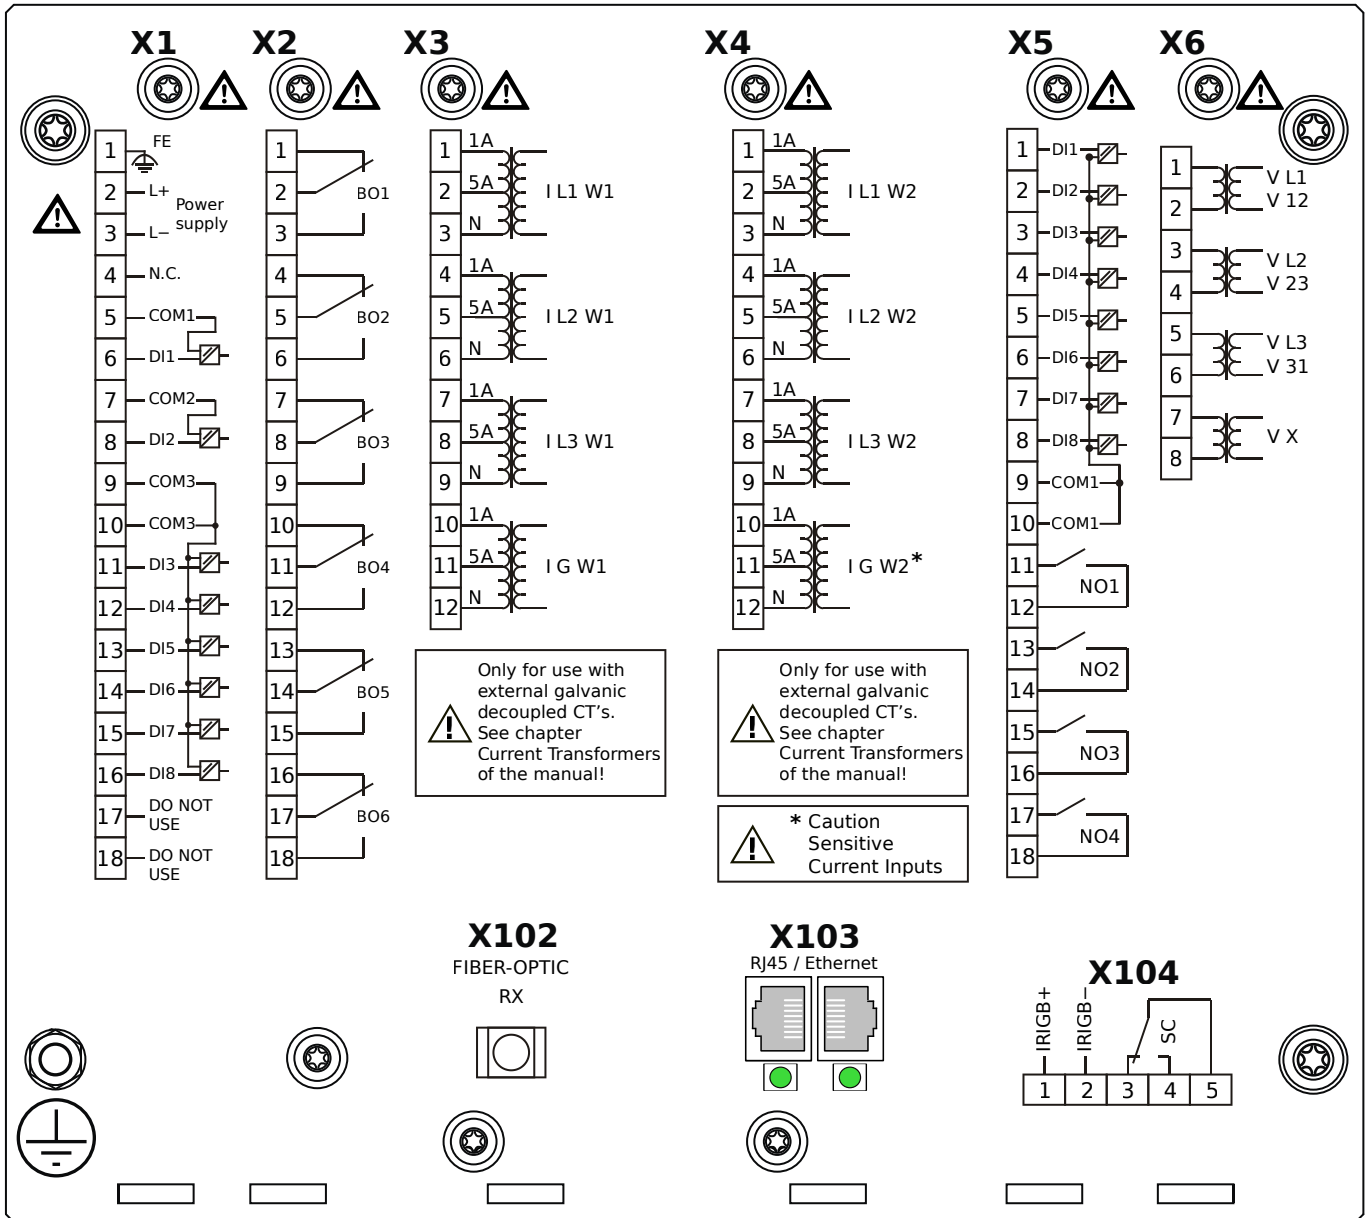 X1
X2
X3
X4
X5
X6
1 FE
2 L+
Power
supply
3 L−
4 N.C.
5 COM1
6 DI1
7 COM2
8 DI2
9 COM3
10 COM3
11 DI3
12 DI4
13 DI5
14 DI6
15 DI7
16 DI8
17 DO NOT
USE
18 DO NOT
USE
1
2 BO1
3
4
5 BO2
6
7
8 BO3
9
10
11 BO4
12
13
14 BO5
15
16
17 BO6
18
1 1A
2 5A I L1 W1
3 N
4 1A
5 5A I L2 W1
6 N
7 1A
8 5A I L3 W1
9 N
10 1A
11 5A I G W1
12 N
Only for use with
external galvanic
decoupled CT's.
See chapter
Current Transformers
of the manual!
1 1A
2 5A I L1 W2
3 N
4 1A
5 5A I L2 W2
6 N
7 1A
8 5A I L3 W2
9 N
10 1A
11 5A I G W2*
12 N
Only for use with
external galvanic
decoupled CT's.
See chapter
Current Transformers
of the manual!
* Caution
Sensitive
Current Inputs
1 DI1
2 DI2
3 DI3
4 DI4
5 DI5
6 DI6
7 DI7
8 DI8
9 COM1
10 COM1
11
NO1
12
13
NO2
14
15
NO3
16
17
NO4
18
1
V L1
V 12
2
3
V L2
V 23
4
5
V L3
V 31
6
7
V X
8
X102
FIBER-OPTIC
RX
X103
RJ45 / Ethernet
X104
IRIGB+
IRIGB−
SC
1 2 3 4 5